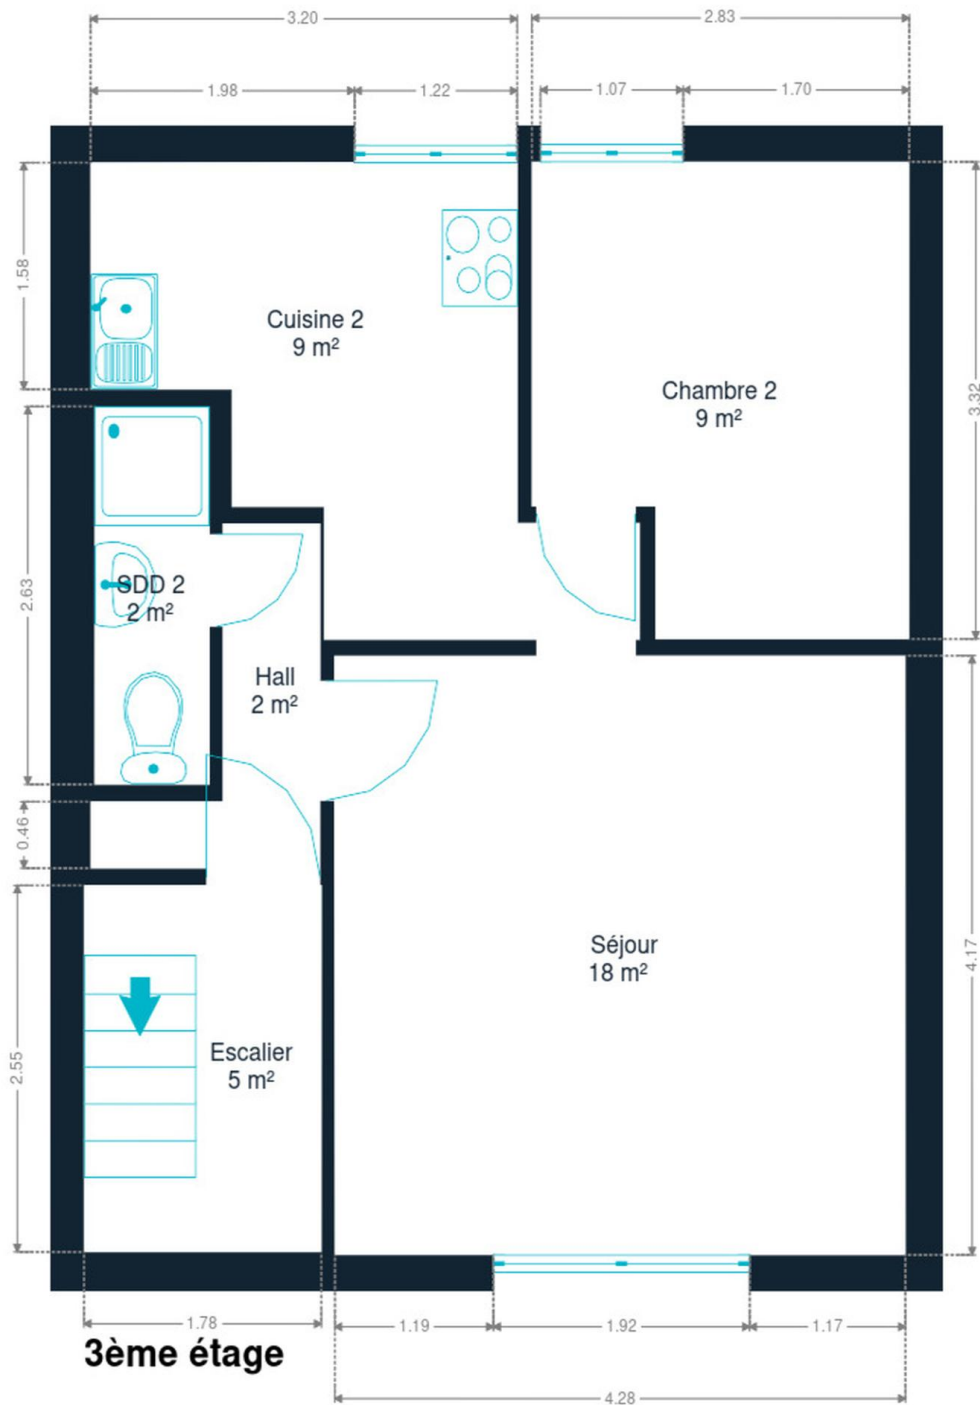 3.20
2.83
1.98
1.22
1.07
1.70
1.58
Cuisine 2
9 m²
Chambre 2
9 m²
3.32
2.63
SDD 2
2 m²
Hall
2 m²
0.46
Séjour
18 m²
4.17
2.55
Escalier
5 m²
1.78
1.19
1.92
1.17
3ème étage
4.28